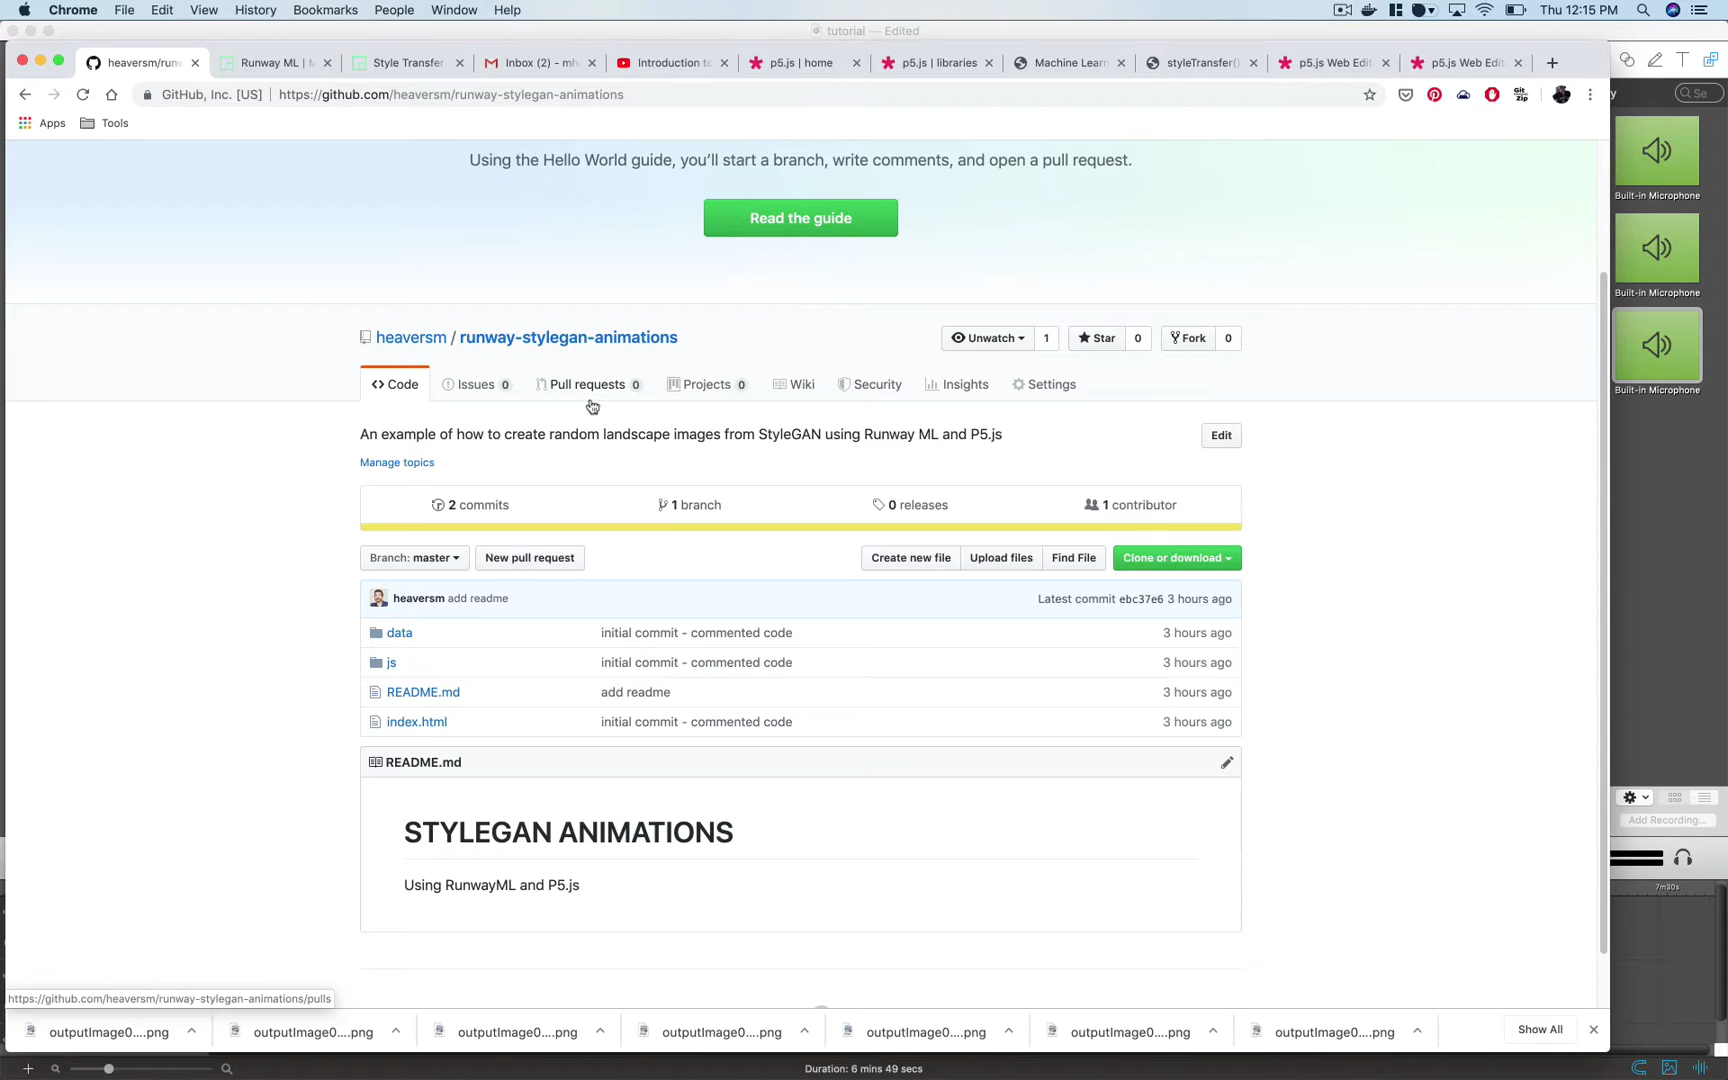 Chrome File Edit View History Bookmarks People Window Help Thu 12:15 PM
tutorial — Edited
heaversm/runw Runway ML | M Style Transfer Inbox (2) - mh Introduction to p5.js | home p5.js | libraries Machine Learn styleTransfer() p5.js Web Edit p5.js Web Edit
GitHub, Inc. [US] https://github.com/heaversm/runway-stylegan-animations Git Zip
Apps Tools
Using the Hello World guide, you'll start a branch, write comments, and open a pull request.
Read the guide
heaversm / runway-stylegan-animations Unwatch 1 Star 0 Fork 0
Code Issues 0 Pull requests 0 Projects 0 Wiki Security Insights Settings
An example of how to create random landscape images from StyleGAN using Runway ML and P5.js Edit
Manage topics
2 commits 1 branch 0 releases 1 contributor
Branch: master New pull request Create new file Upload files Find File Clone or download
heaversm add readme Latest commit ebc37e6 3 hours ago
data initial commit - commented code 3 hours ago
js initial commit - commented code 3 hours ago
README.md add readme 3 hours ago
index.html initial commit - commented code 3 hours ago
README.md
STYLEGAN ANIMATIONS
Using RunwayML and P5.js
https://github.com/heaversm/runway-stylegan-animations/pulls
outputImage0....png outputImage0....png outputImage0....png outputImage0....png outputImage0....png outputImage0....png outputImage0....png Show All
Se
Built-in Microphone
Built-in Microphone
Built-in Microphone
Add Recording...
7m30s
Duration: 6 mins 49 secs